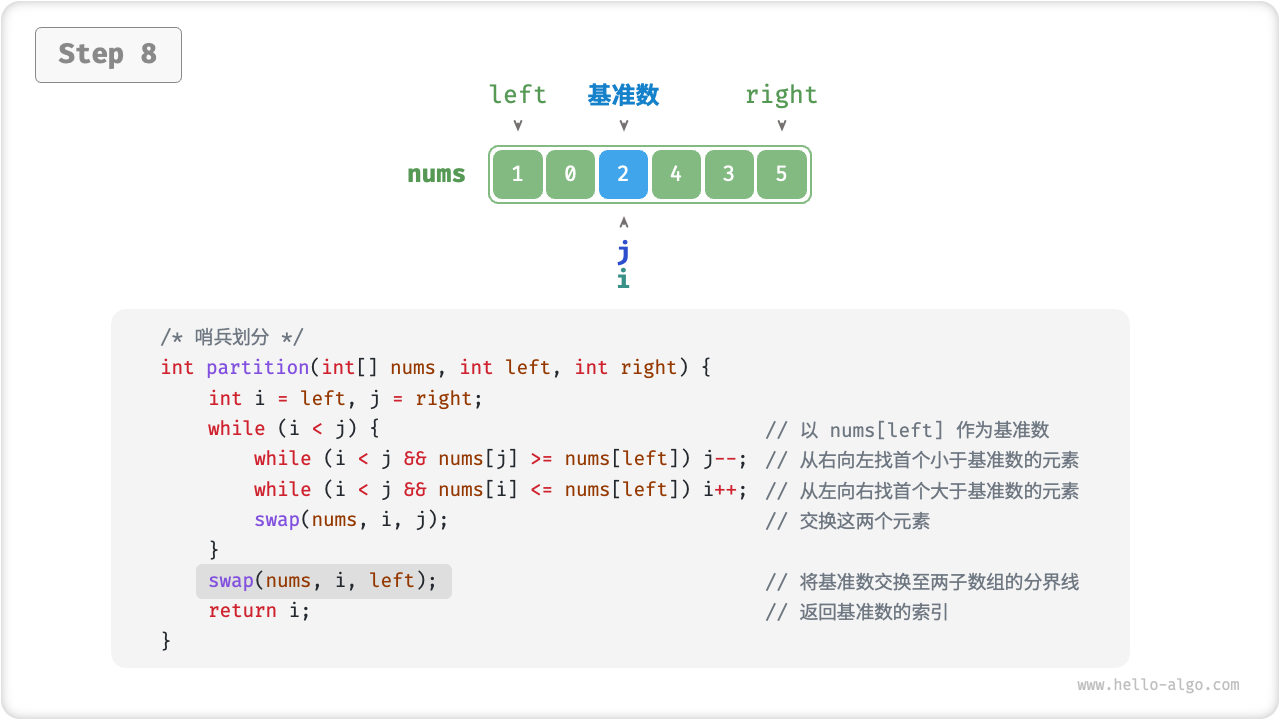 Step 8
left 基准数 right
nums 1 0 2 4 3 5
j
i
/* 哨兵划分 */
int partition(int[] nums, int left, int right) {
int i = left, j = right;
while (i < j) { // 以 nums[left] 作为基准数
while (i < j && nums[j] >= nums[left]) j--; // 从右向左找首个小于基准数的元素
while (i < j && nums[i] <= nums[left]) i++; // 从左向右找首个大于基准数的元素
swap(nums, i, j); // 交换这两个元素
}
swap(nums, i, left); // 将基准数交换至两子数组的分界线
return i; // 返回基准数的索引
}
www.hello-algo.com